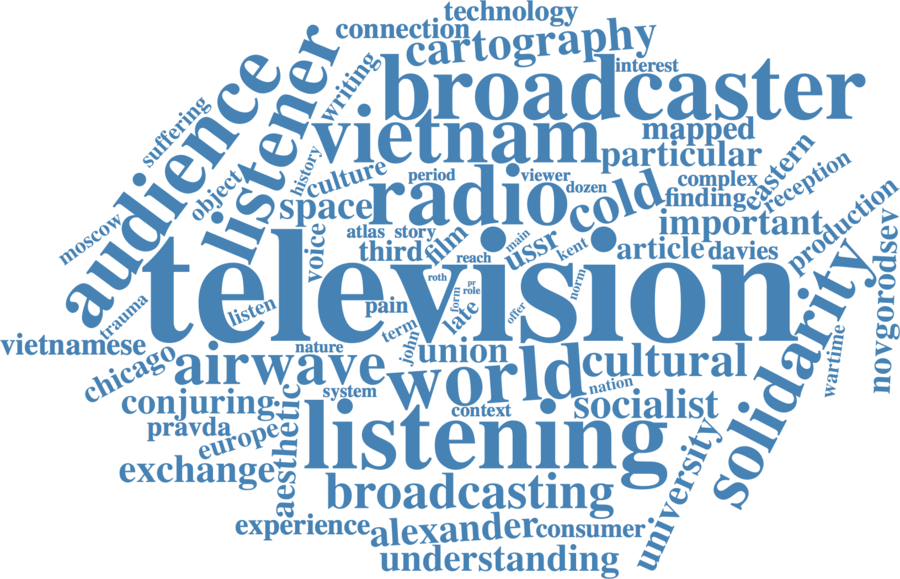 technology
connection
cartography
broadcaster
interest
writing
audience
listener
suffering
vietnam
mapped
particular
eastern
reception
history
culture
period
viewer
dozen
complex
finding
object
space
radio
cold
important
production
moscow
voice
atlas
story
film
main
ussr
kent
article
davies
third
reach
television
roth
pr
role
form
norm
solidarity
novgorodsev
trauma
listen
pain
term
late
offer
vietnamese
chicago
airwave
nature
john
union
world
cultural
wartime
system
nation
conjuring
context
socialist
pravda
europe
aesthetic
listening
exchange
university
broadcasting
experience
alexander
consumer
understanding